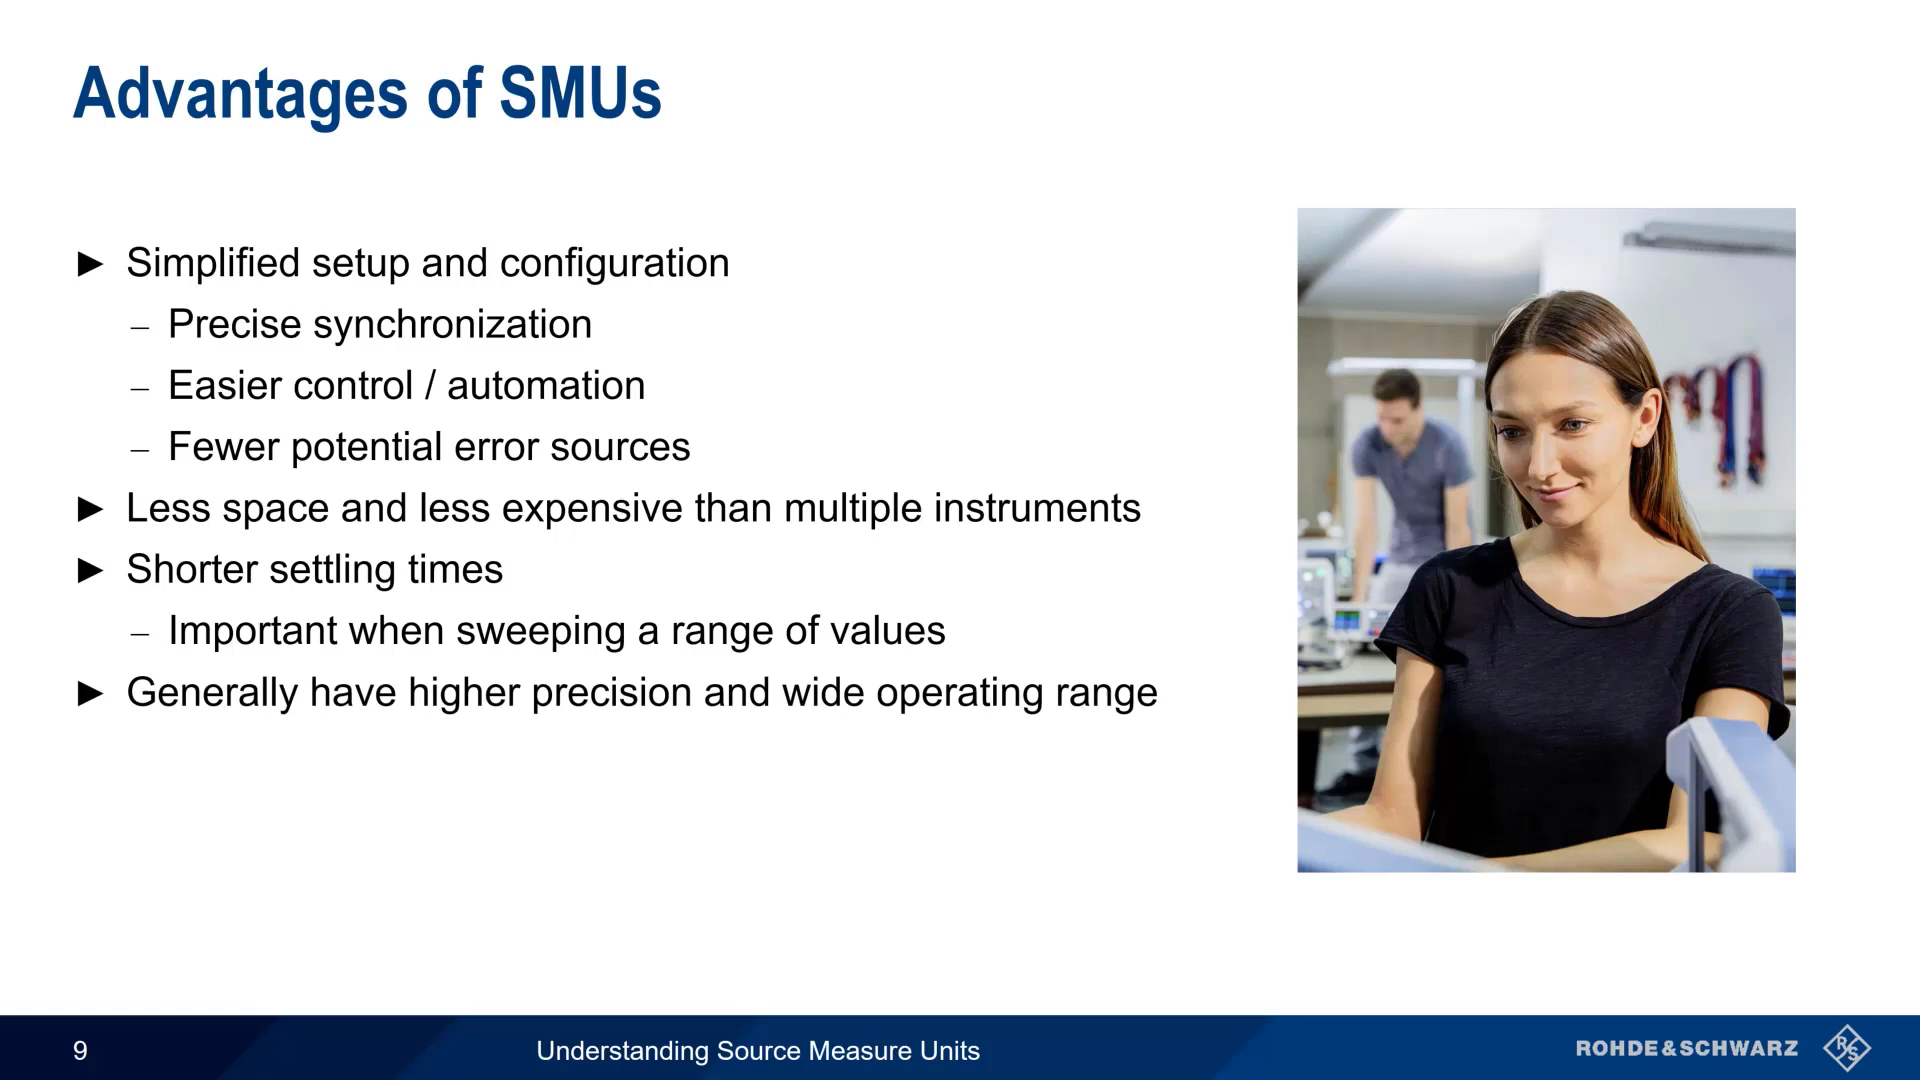 Advantages of SMUs
► Simplified setup and configuration
– Precise synchronization
– Easier control / automation
– Fewer potential error sources
► Less space and less expensive than multiple instruments
► Shorter settling times
– Important when sweeping a range of values
► Generally have higher precision and wide operating range
9
Understanding Source Measure Units
ROHDE&SCHWARZ
R&S